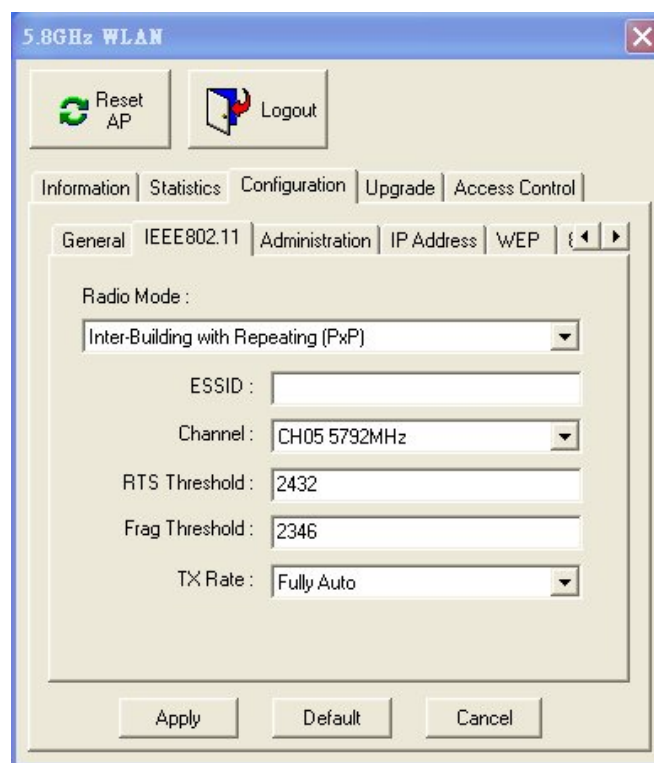 5.8GHz WLAN
Reset
AP
Logout
Information Statistics Configuration Upgrade Access Control
General IEEE802.11 Administration IP Address WEP
Radio Mode :
Inter-Building with Repeating (PxP)
ESSID :
Channel : CH05 5792MHz
RTS Threshold : 2432
Frag Threshold : 2346
TX Rate : Fully Auto
Apply Default Cancel